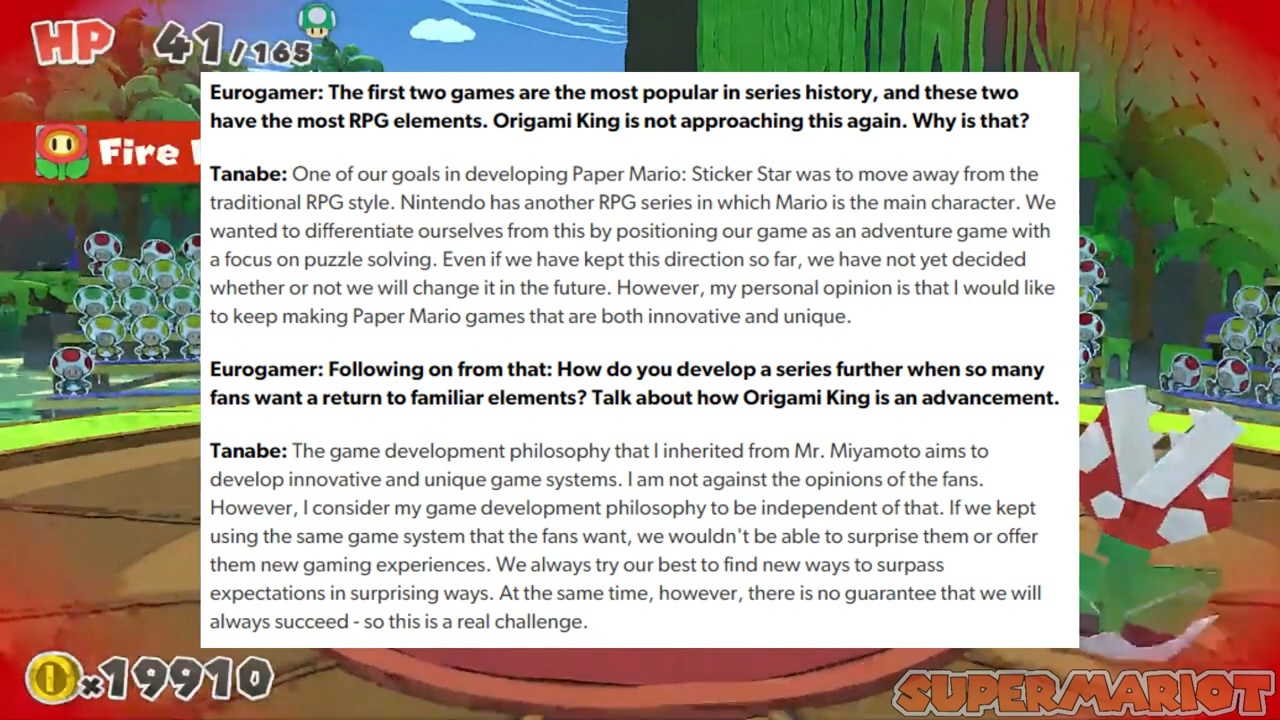 HP 41/165
Fire
Eurogamer: The first two games are the most popular in series history, and these two
have the most RPG elements. Origami King is not approaching this again. Why is that?
Tanabe: One of our goals in developing Paper Mario: Sticker Star was to move away from the
traditional RPG style. Nintendo has another RPG series in which Mario is the main character. We
wanted to differentiate ourselves from this by positioning our game as an adventure game with
a focus on puzzle solving. Even if we have kept this direction so far, we have not yet decided
whether or not we will change it in the future. However, my personal opinion is that I would like
to keep making Paper Mario games that are both innovative and unique.
Eurogamer: Following on from that: How do you develop a series further when so many
fans want a return to familiar elements? Talk about how Origami King is an advancement.
Tanabe: The game development philosophy that I inherited from Mr. Miyamoto aims to
develop innovative and unique game systems. I am not against the opinions of the fans.
However, I consider my game development philosophy to be independent of that. If we kept
using the same game system that the fans want, we wouldn't be able to surprise them or offer
them new gaming experiences. We always try our best to find new ways to surpass
expectations in surprising ways. At the same time, however, there is no guarantee that we will
always succeed - so this is a real challenge.
×19910
SUPERMARIOT